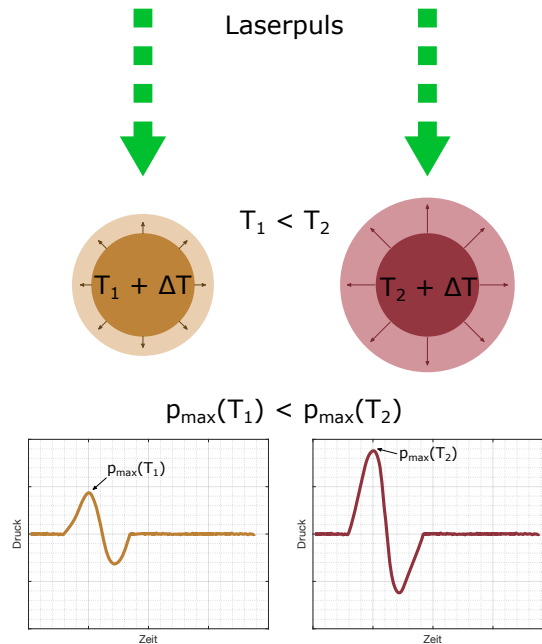 Laserpuls
T₁ < T₂
T₁ + ΔT
T₂ + ΔT
pₘₐₓ(T₁) < pₘₐₓ(T₂)
pₘₐₓ(T₁)
pₘₐₓ(T₂)
Druck
Druck
Zeit
Zeit